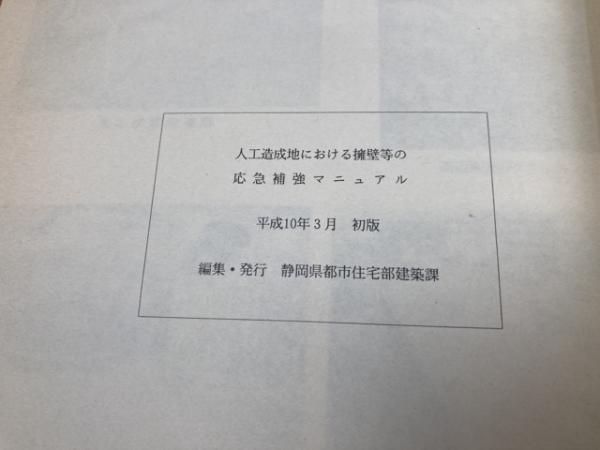 人工造成地における擁壁等の
応急補強マニュアル
平成10年3月 初版
編集・発行 静岡県都市住宅部建築課